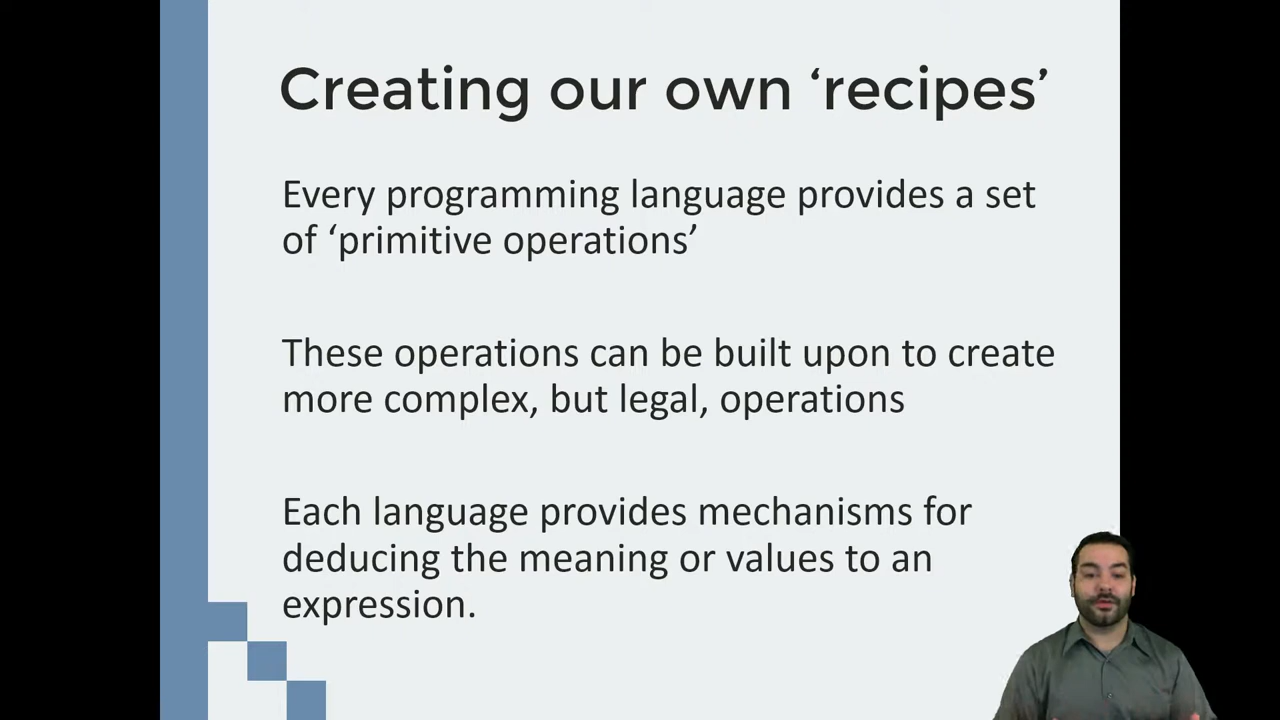 Creating our own ‘recipes’
Every programming language provides a set
of ‘primitive operations’
These operations can be built upon to create
more complex, but legal, operations
Each language provides mechanisms for
deducing the meaning or values to an
expression.